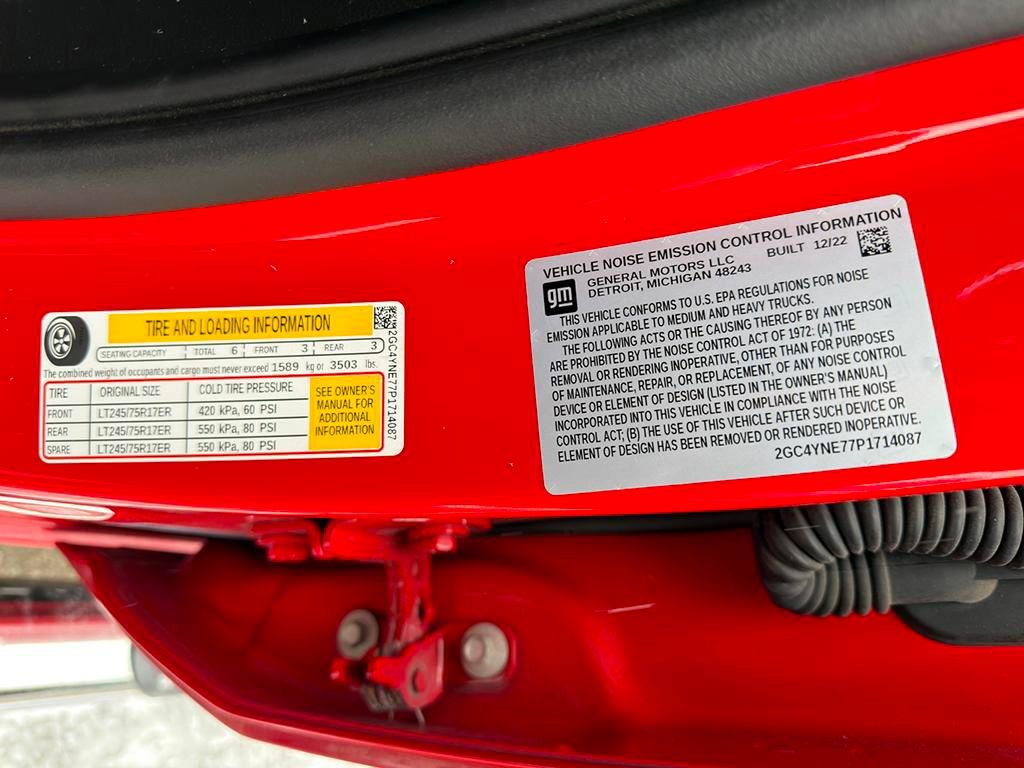 TIRE AND LOADING INFORMATION
SEATING CAPACITY TOTAL 6 FRONT 3 REAR 3
The combined weight of occupants and cargo must never exceed 1589 kg or 3503 lbs.
TIRE ORIGINAL SIZE COLD TIRE PRESSURE
FRONT LT245/75R17ER 420 kPa, 60 PSI
REAR LT245/75R17ER 550 kPa, 80 PSI
SPARE LT245/75R17ER 550 kPa, 80 PSI
SEE OWNER'S
MANUAL FOR
ADDITIONAL
INFORMATION
2GC4YNE77P1714087
VEHICLE NOISE EMISSION CONTROL INFORMATION
gm
GENERAL MOTORS LLC BUILT 12/22
DETROIT, MICHIGAN 48243
THIS VEHICLE CONFORMS TO U.S. EPA REGULATIONS FOR NOISE
EMISSION APPLICABLE TO MEDIUM AND HEAVY TRUCKS.
THE FOLLOWING ACTS OR THE CAUSING THEREOF BY ANY PERSON
ARE PROHIBITED BY THE NOISE CONTROL ACT OF 1972: (A) THE
REMOVAL OR RENDERING INOPERATIVE, OTHER THAN FOR PURPOSES
OF MAINTENANCE, REPAIR, OR REPLACEMENT, OF ANY NOISE CONTROL
DEVICE OR ELEMENT OF DESIGN (LISTED IN THE OWNER'S MANUAL)
INCORPORATED INTO THIS VEHICLE IN COMPLIANCE WITH THE NOISE
CONTROL ACT; (B) THE USE OF THIS VEHICLE AFTER SUCH DEVICE OR
ELEMENT OF DESIGN HAS BEEN REMOVED OR RENDERED INOPERATIVE.
2GC4YNE77P1714087